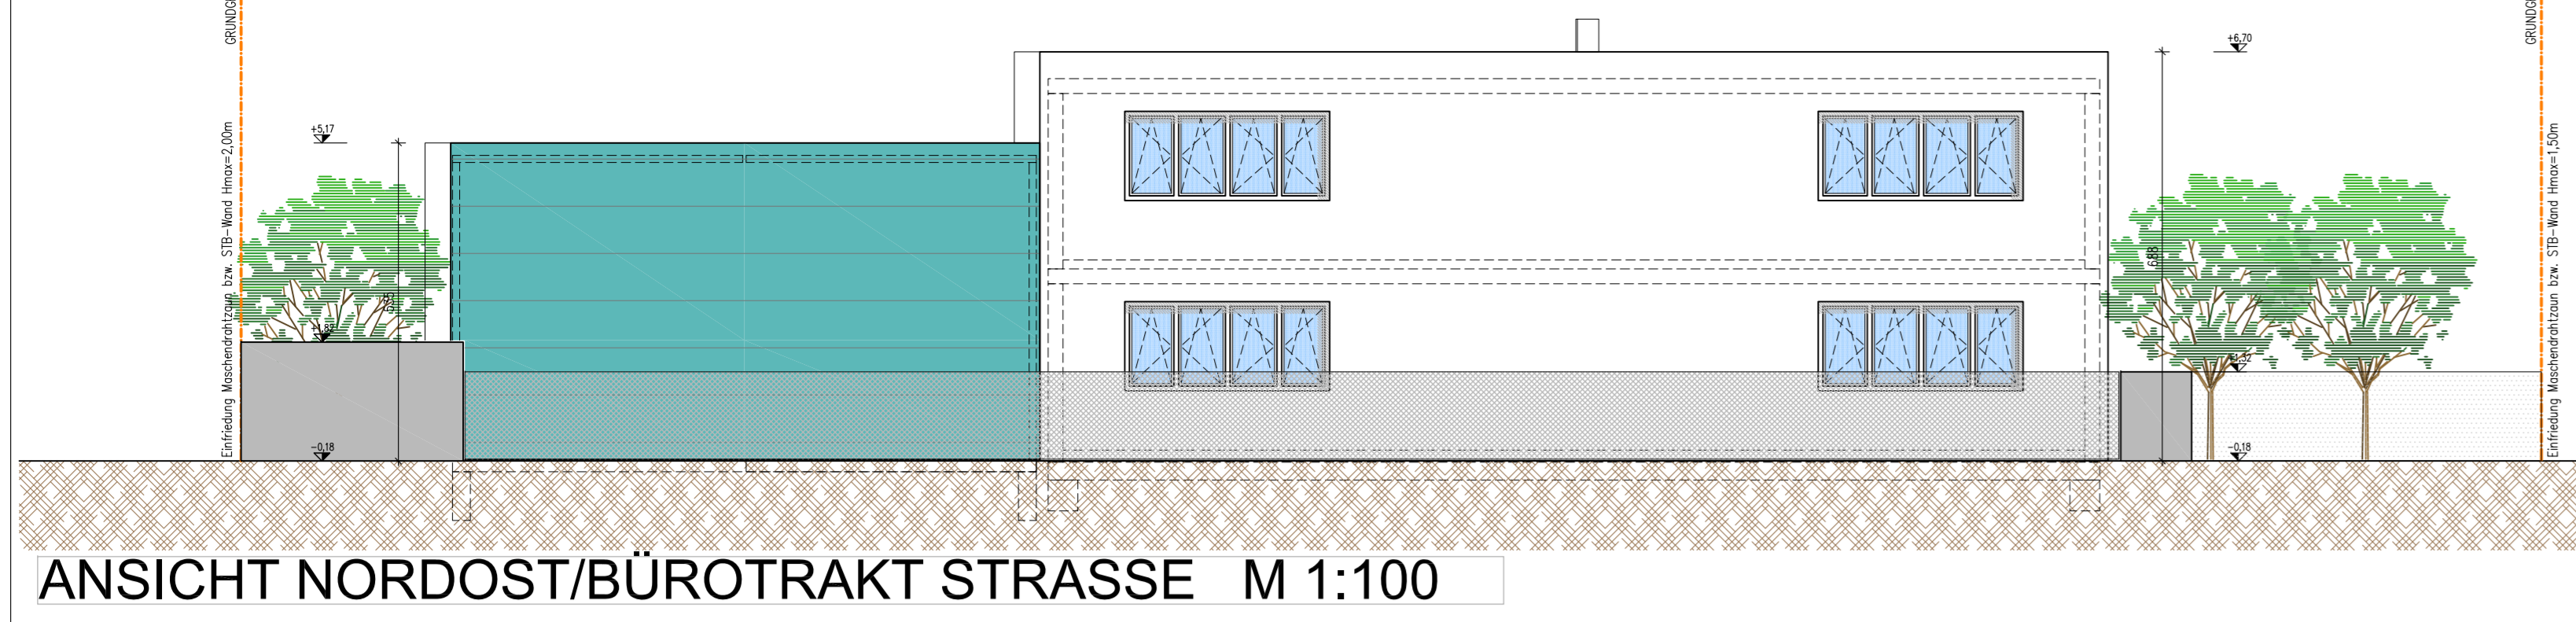 GRUNDG
Einfriedung Maschendrahtzaun bzw. STB-Wand Hmax=2,00m
+5,17
+1,82
-0,18
+6,70
6,88
+1,32
-0,18
GRUNDG
Einfriedung Maschendrahtzaun bzw. STB-Wand Hmax=1,50m
ANSICHT NORDOST/BÜROTRAKT STRASSE M 1:100